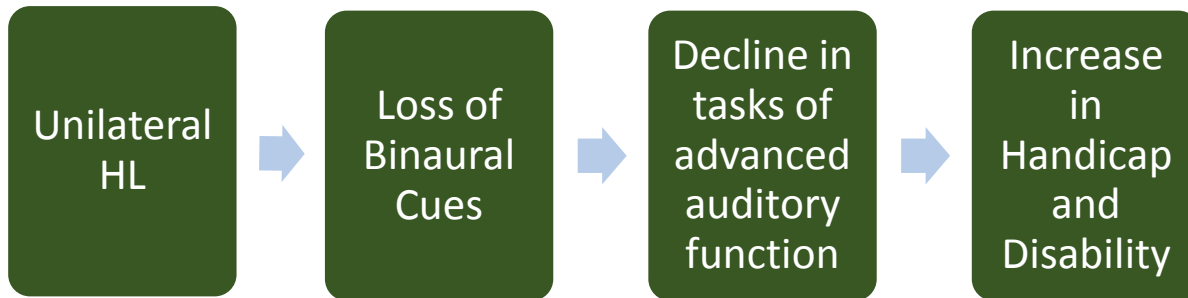 Unilateral
HL
Loss of
Binaural
Cues
Decline in
tasks of
advanced
auditory
function
Increase
in
Handicap
and
Disability